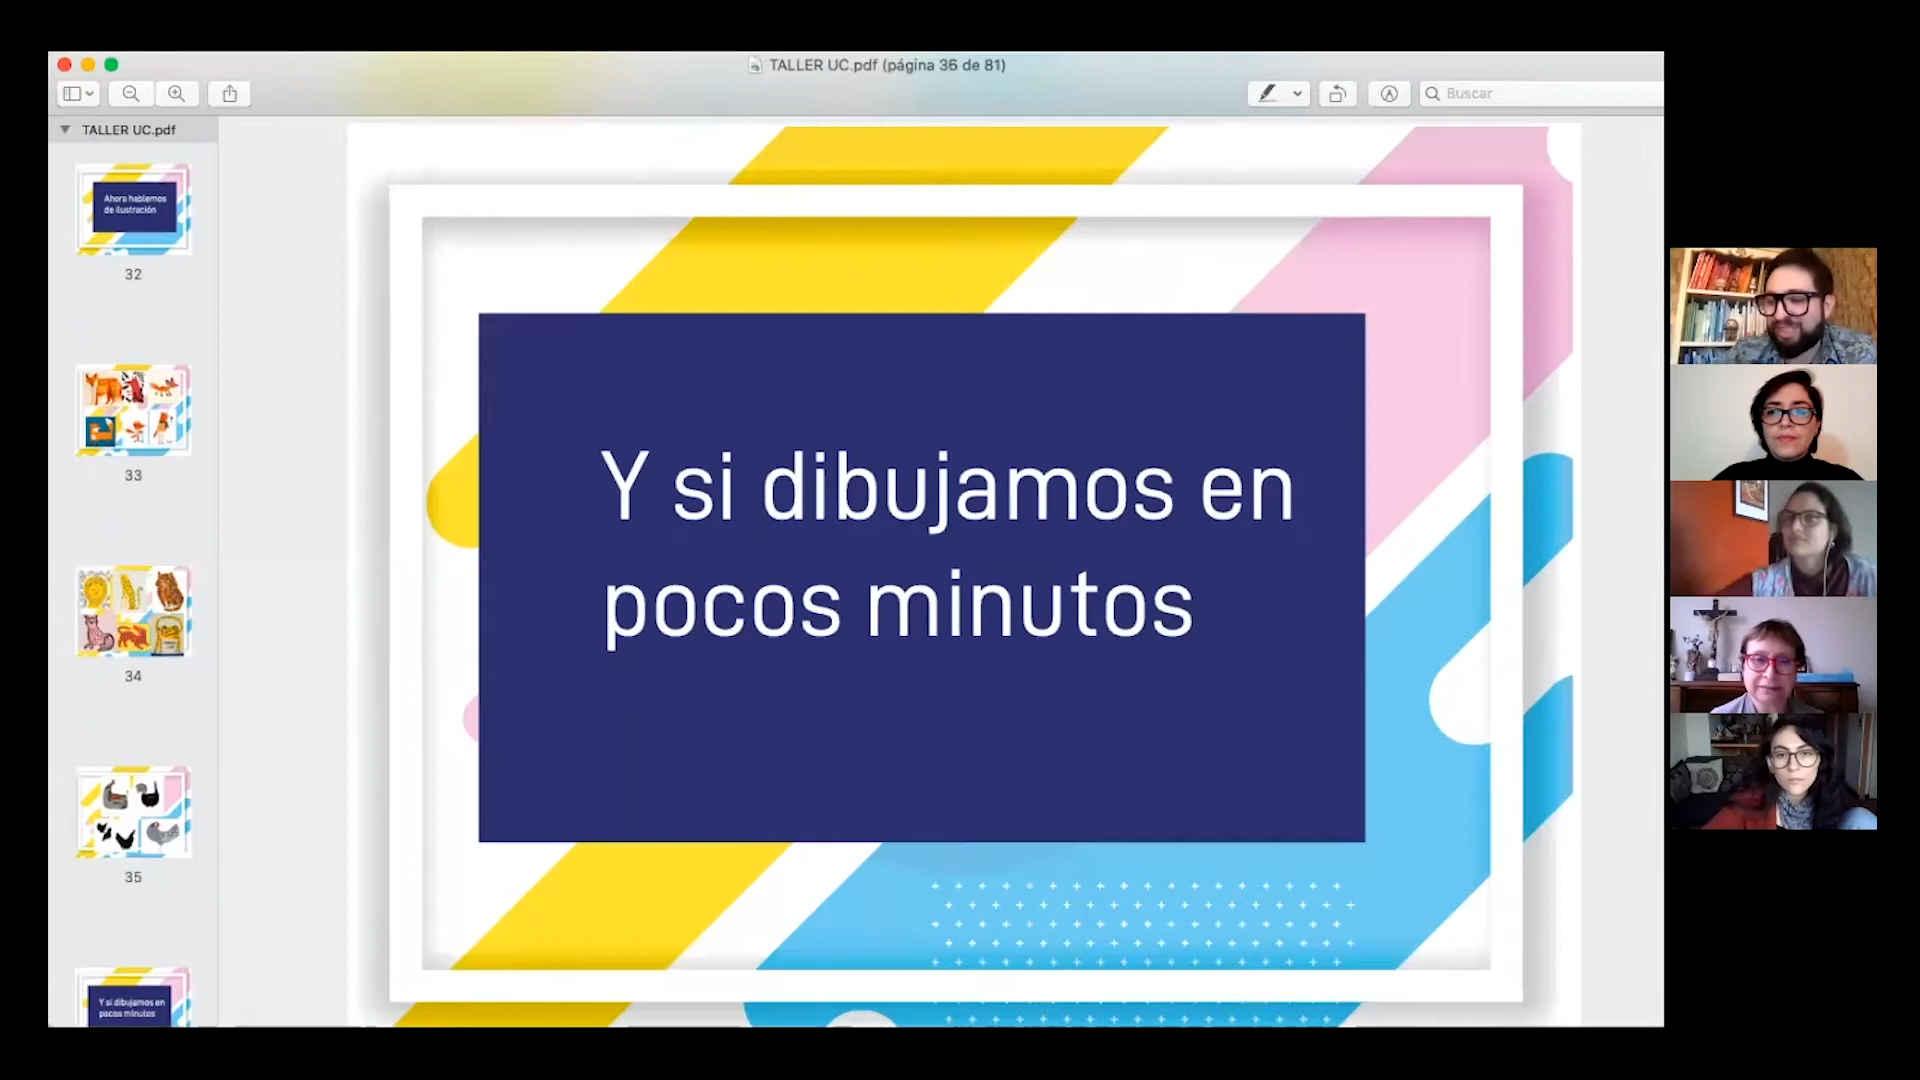 TALLER UC.pdf (página 36 de 81)
Buscar
TALLER UC.pdf
Ahora hablemos
de ilustración
32
33
34
35
Y si dibujamos en
pocos minutos
Y si dibujamos en
pocos minutos